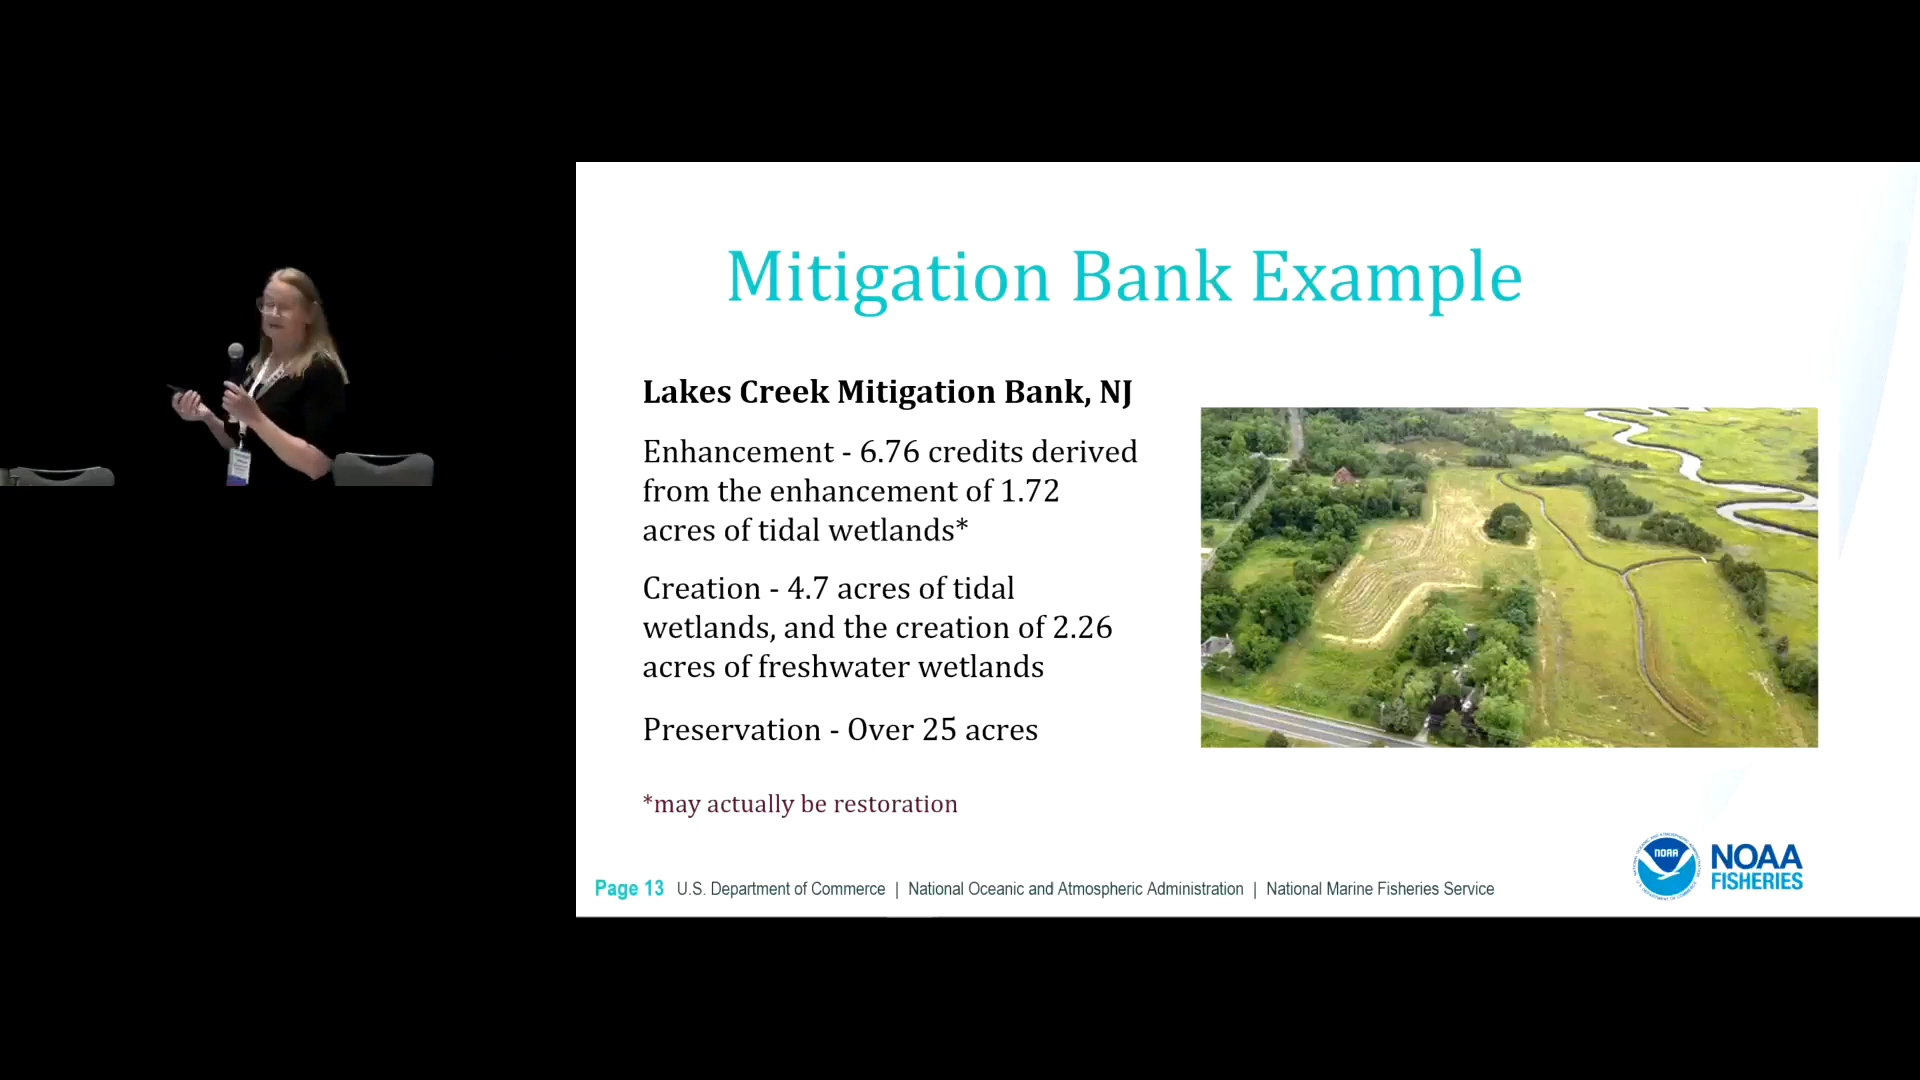 Mitigation Bank Example
Lakes Creek Mitigation Bank, NJ
Enhancement - 6.76 credits derived
from the enhancement of 1.72
acres of tidal wetlands*
Creation - 4.7 acres of tidal
wetlands, and the creation of 2.26
acres of freshwater wetlands
Preservation - Over 25 acres
*may actually be restoration
NOAA
NOAA
FISHERIES
Page 13 U.S. Department of Commerce | National Oceanic and Atmospheric Administration | National Marine Fisheries Service